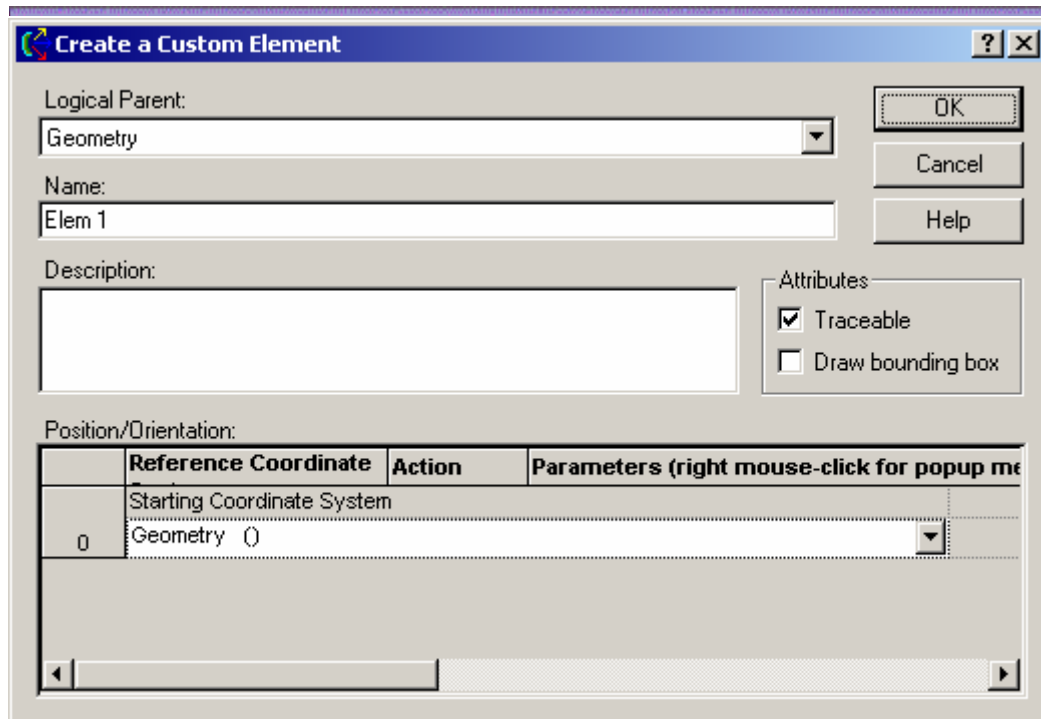 Create a Custom Element
Logical Parent:
OK
Geometry
Cancel
Name:
Elem 1
Help
Description:
Attributes
Traceable
Draw bounding box
Position/Orientation:
Reference Coordinate Action Parameters (right mouse-click for popup me
Starting Coordinate System
0 Geometry ()